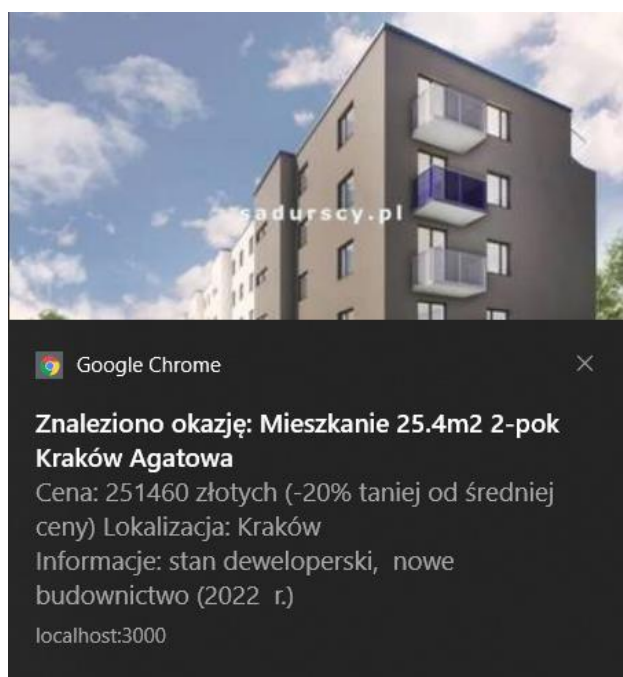 sadurscy.pl
Google Chrome
Znaleziono okazję: Mieszkanie 25.4m2 2-pok
Kraków Agatowa
Cena: 251460 złotych (-20% taniej od średniej
ceny) Lokalizacja: Kraków
Informacje: stan deweloperski,  nowe
budownictwo (2022  r.)
localhost:3000